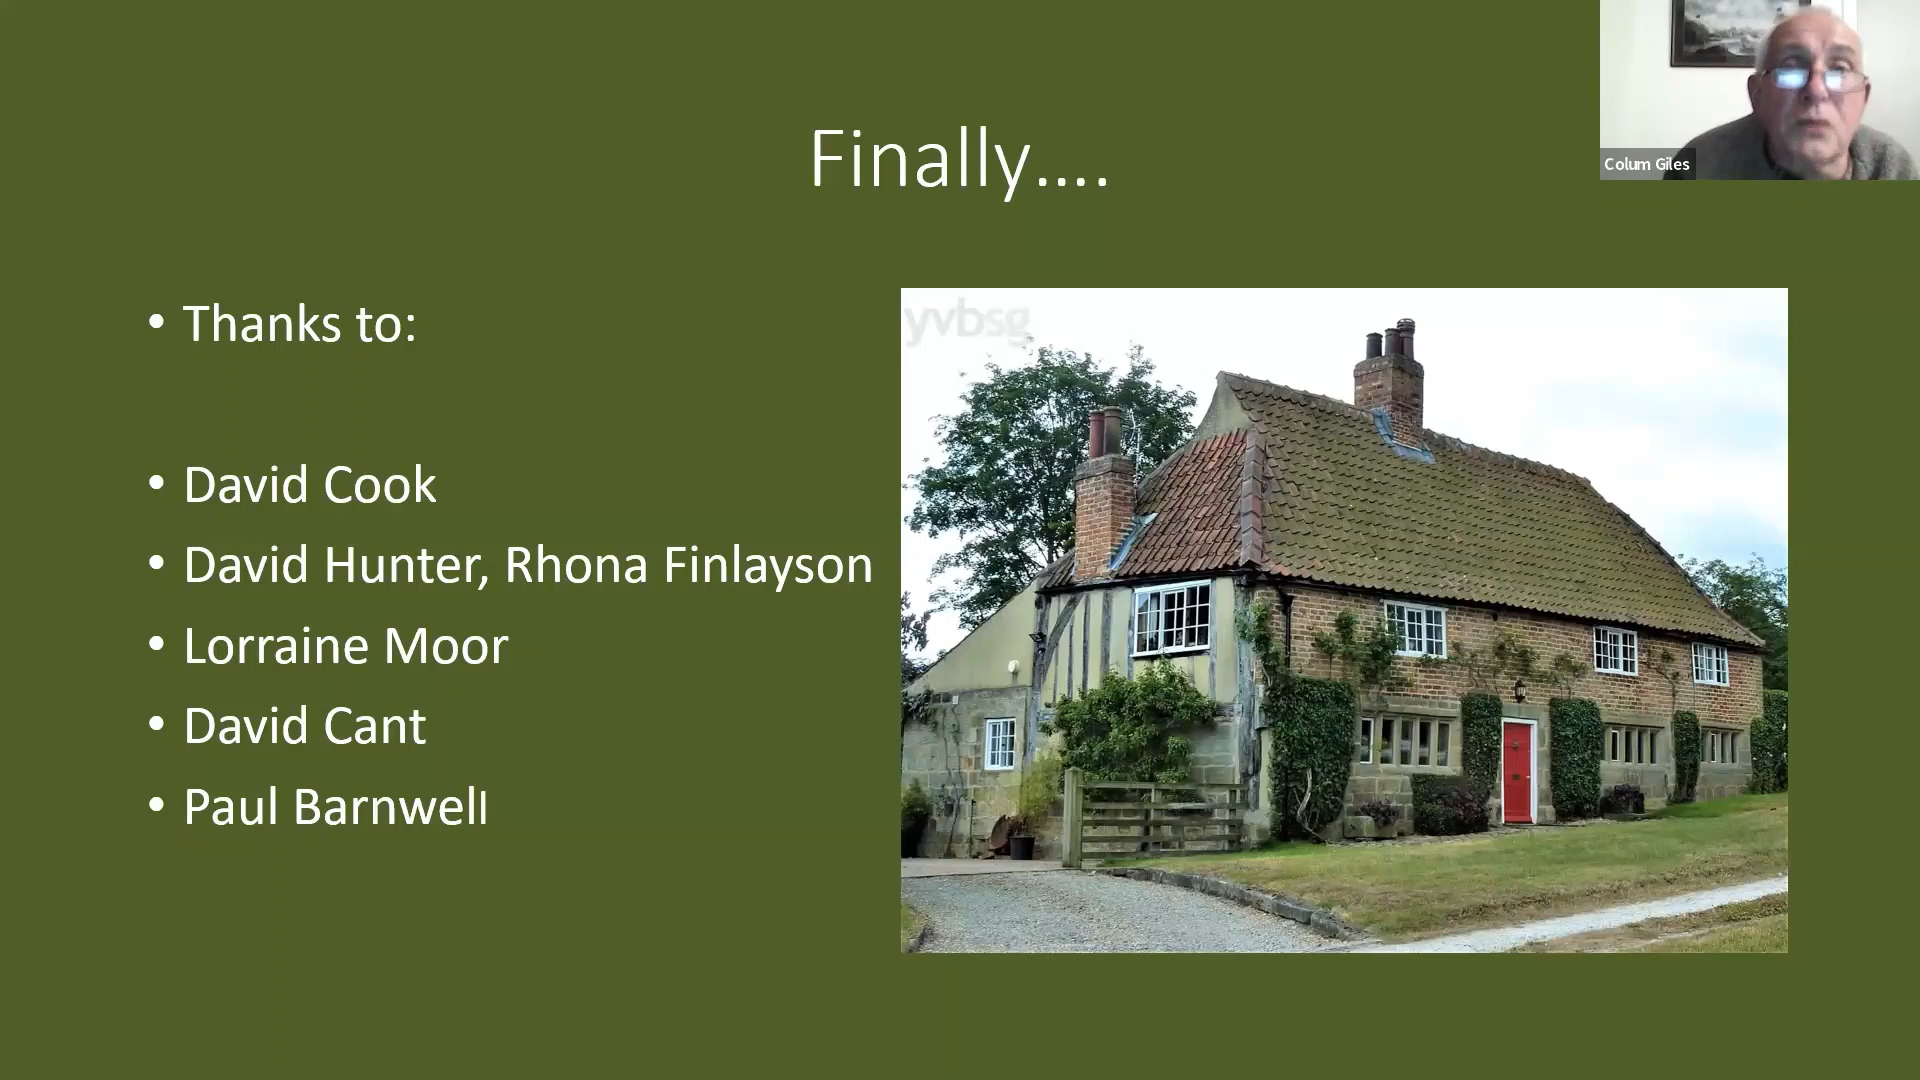 Finally....
Colum Giles
• Thanks to:
• David Cook
• David Hunter, Rhona Finlayson
• Lorraine Moor
• David Cant
• Paul Barnwell
yvbsg